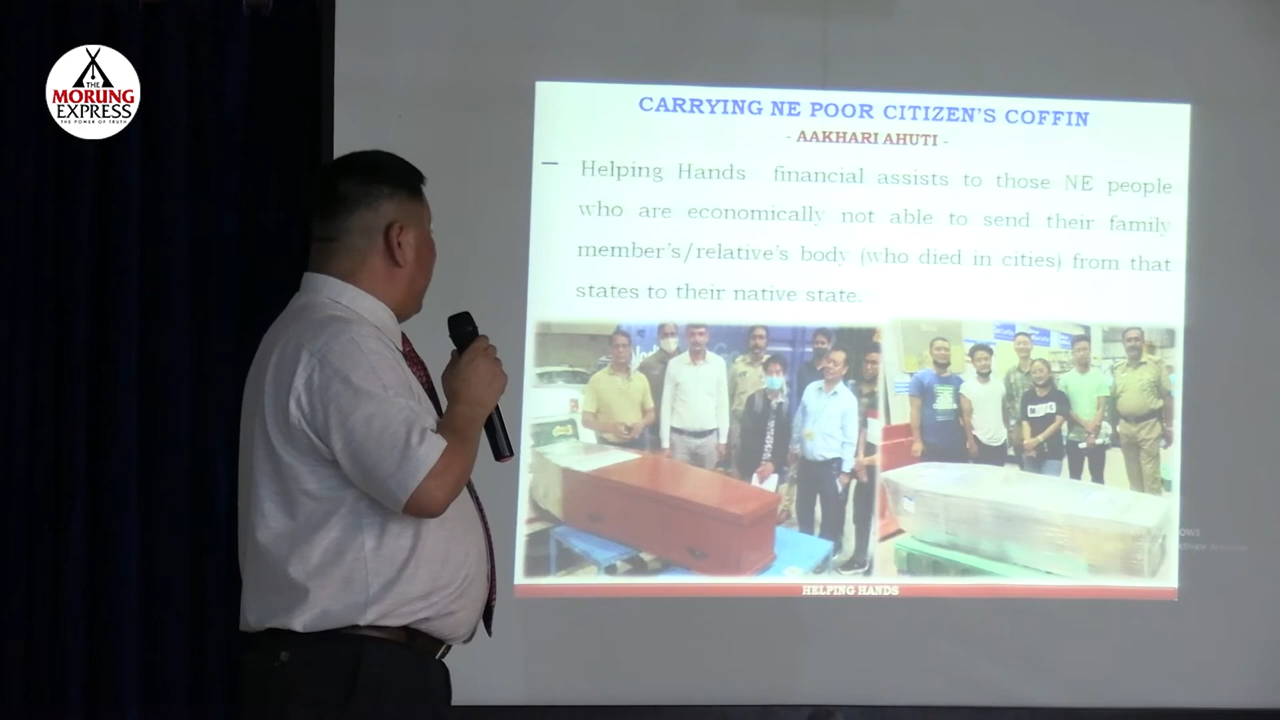 THE
MORUNG
EXPRESS
THE POWER OF TRUTH
CARRYING NE POOR CITIZEN'S COFFIN
- AAKHARI AHUTI -
– Helping Hands financial assists to those NE people
who are economically not able to send their family
member's/relative's body (who died in cities) from that
states to their native state.
HELPING HANDS